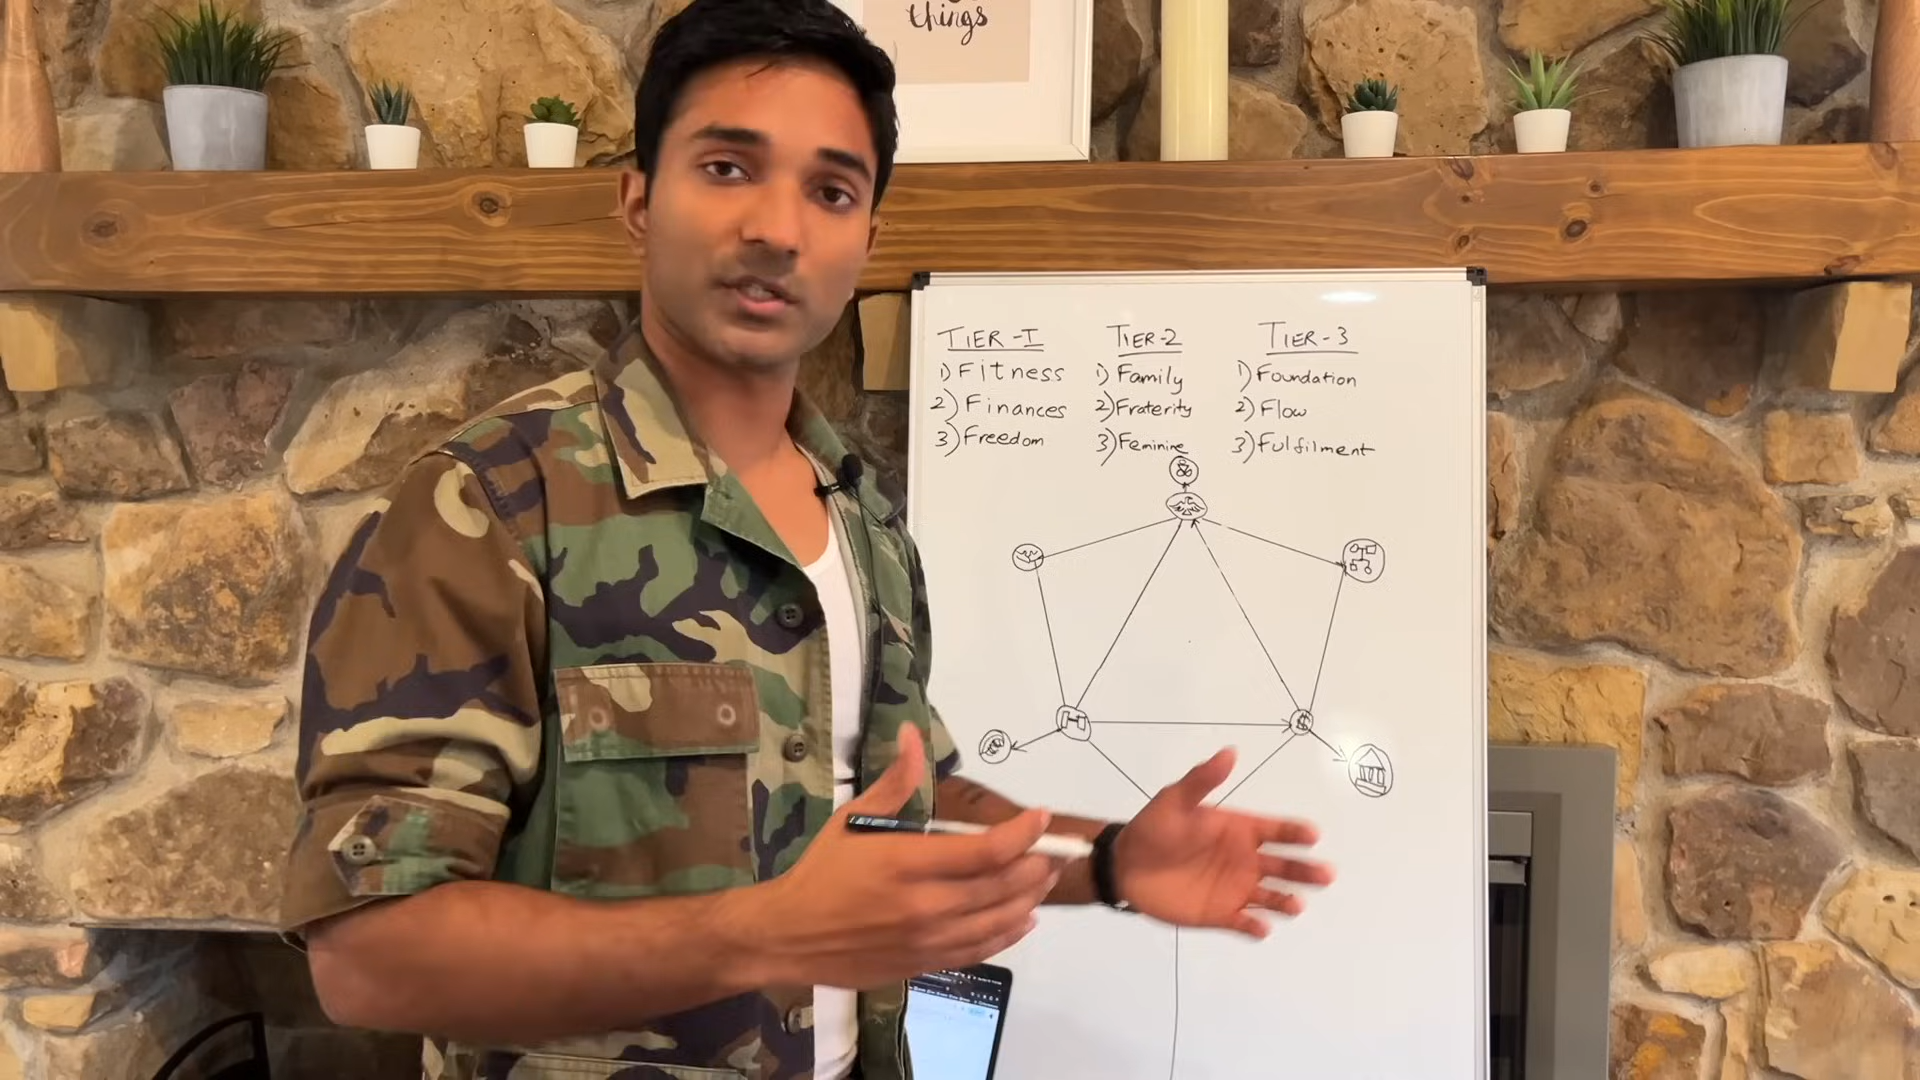 things
TIER-I
1) Fitness
2) Finances
3) Freedom
TIER-2
1) Family
2) Fraterity
3) Feminine
TIER-3
1) Foundation
2) Flow
3) Fulfilment
$